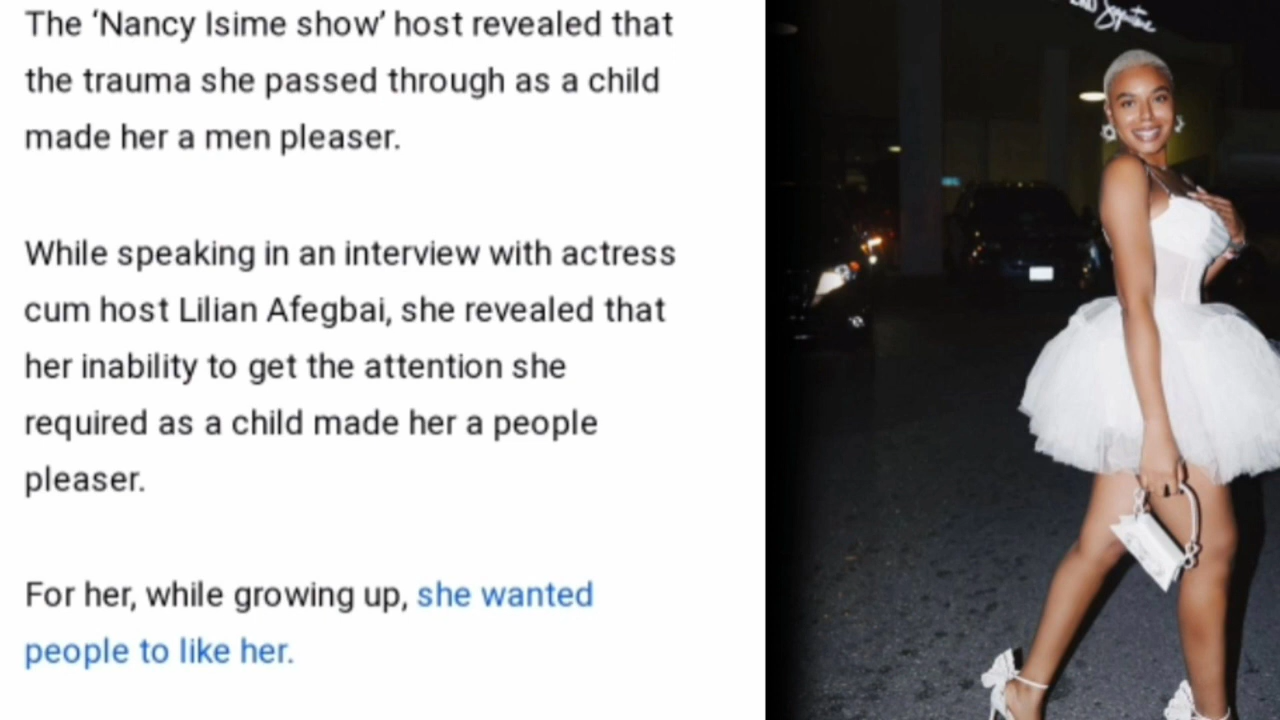 The ‘Nancy Isime show’ host revealed that
the trauma she passed through as a child
made her a men pleaser.
While speaking in an interview with actress
cum host Lilian Afegbai, she revealed that
her inability to get the attention she
required as a child made her a people
pleaser.
For her, while growing up, she wanted
people to like her.